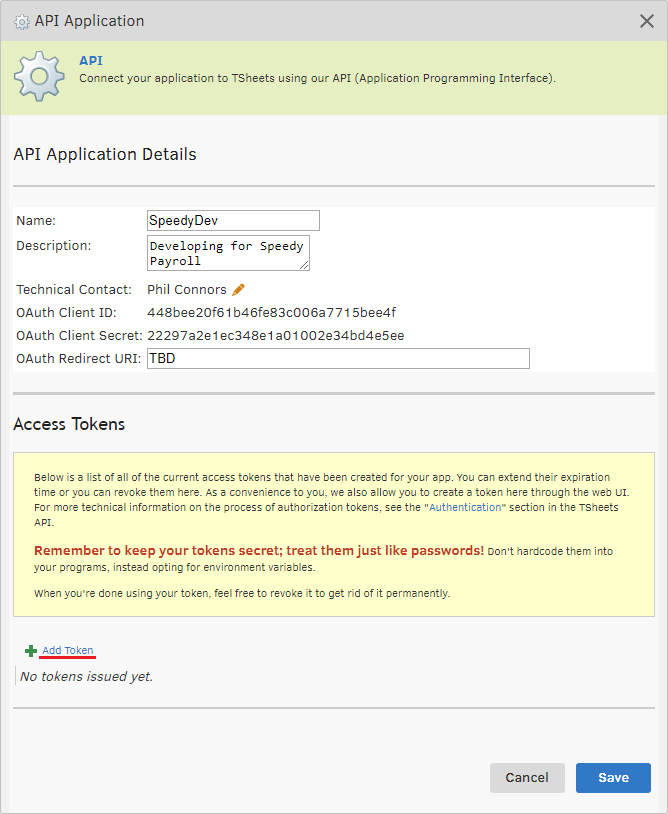 API Application
API
Connect your application to TSheets using our API (Application Programming Interface).
API Application Details
Name: SpeedyDev
Description: Developing for Speedy
Payroll
Technical Contact: Phil Connors
OAuth Client ID: 448bee20f61b46fe83c006a7715bee4f
OAuth Client Secret: 22297a2e1ec348e1a01002e34bd4e5ee
OAuth Redirect URI: TBD
Access Tokens
Below is a list of all of the current access tokens that have been created for your app. You can extend their expiration
time or you can revoke them here. As a convenience to you, we also allow you to create a token here through the web UI.
For more technical information on the process of authorization tokens, see the "Authentication" section in the TSheets
API.
Remember to keep your tokens secret; treat them just like passwords! Don't hardcode them into
your programs, instead opting for environment variables.
When you're done using your token, feel free to revoke it to get rid of it permanently.
Add Token
No tokens issued yet.
Cancel Save